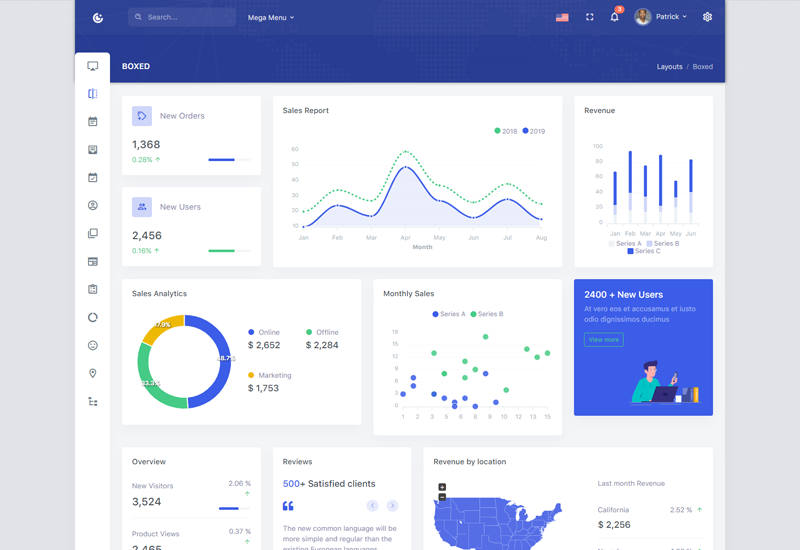 Search...
Mega Menu
3
Patrick
BOXED
Layouts / Boxed
New Orders
1,368
0.28%
New Users
2,456
0.16%
Sales Report
2018 2019
60
50
40
30
20
10
Jan Feb Mar Apr May Jun Jul Aug
Month
Revenue
100
80
60
40
20
0
Jan Feb Mar Apr May Jun
Series A Series B
Series C
Sales Analytics
17.9%
48.7%
33.3%
Online
$ 2,652
Offline
$ 2,284
Marketing
$ 1,753
Monthly Sales
Series A Series B
18
15
12
9
6
3
0
1 2 3 5 5 6 8 9 10 12 13 15
2400 + New Users
At vero eos et accusamus et iusto
odio dignissimos ducimus
View more
Overview
New Visitors
2.06 %
3,524
Product Views
0.37 %
2,465
Reviews
500+ Satisfied clients
The new common language will be
more simple and regular than the
existing European languages.
Revenue by location
+
-
Last month Revenue
California
2.52 %
$ 2,256